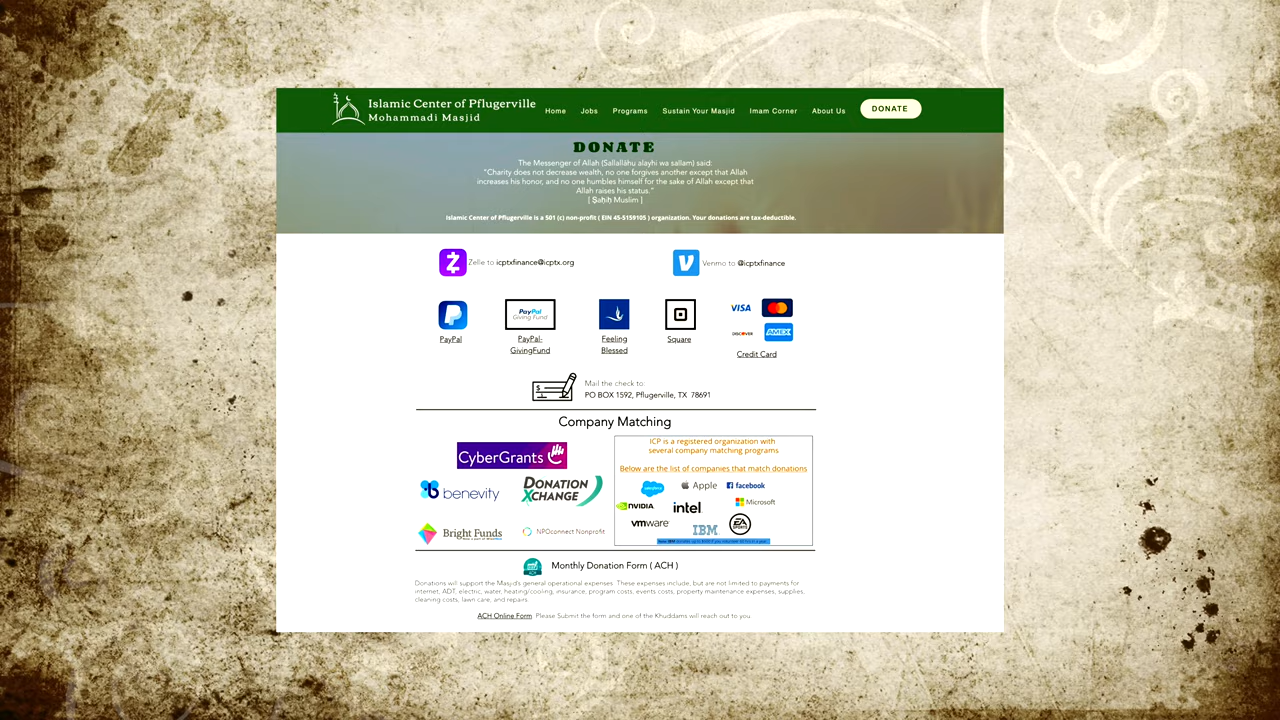 Islamic Center of Pflugerville
Mohammadi Masjid
Home Jobs Programs Sustain Your Masjid Imam Corner About Us DONATE
DONATE
The Messenger of Allah (Sallallāhu alayhi wa sallam) said:
"Charity does not decrease wealth, no one forgives another except that Allah
increases his honor, and no one humbles himself for the sake of Allah except that
Allah raises his status."
[ Ṣaḥīḥ Muslim ]
Islamic Center of Pflugerville is a 501 (c) non-profit ( EIN 45-5159105 ) organization. Your donations are tax-deductible.
Zelle to icptxfinance@icptx.org
Venmo to @icptxfinance
PayPal
Giving Fund
VISA
DISCOVER AMEX
PayPal
PayPal-
GivingFund
Feeling
Blessed
Square
Credit Card
Mail the check to:
PO BOX 1592, Pflugerville, TX 78691
Company Matching
CyberGrants
benevity
DONATION
XCHANGE
Bright Funds
NPOconnect Nonprofit
ICP is a registered organization with
several company matching programs
Below are the list of companies that match donations
salesforce Apple facebook
NVIDIA intel Microsoft
vmware IBM EA
SPORTS
Monthly Donation Form ( ACH )
Donations will support the Masjid's general operational expenses. These expenses include, but are not limited to payments for
internet, ADT, electric, water, heating/cooling, insurance, program costs, events costs, property maintenance expenses, supplies,
cleaning costs, lawn care, and repairs
ACH Online Form Please Submit the form and one of the Khuddams will reach out to you